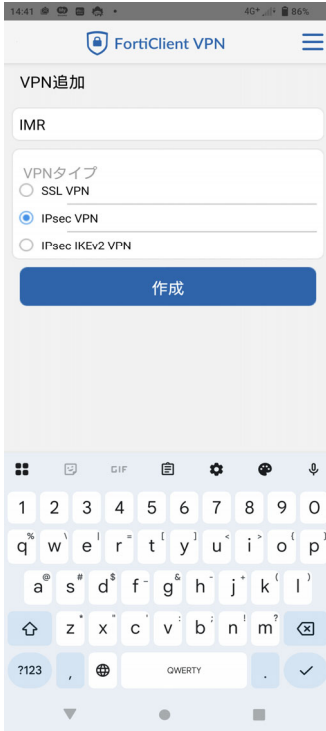 14:41 4G+ 86%
FortiClient VPN
VPN追加
IMR
VPNタイプ
SSL VPN
IPsec VPN
IPsec IKEv2 VPN
作成
GIF
1 2 3 4 5 6 7 8 9 0
q% w\ e| r= t[ y] u< i> o{ p}
a@ s# d$ f- g& h- j+ k( l)
z* x" c' v: b; n! m?
?123 , QWERTY .